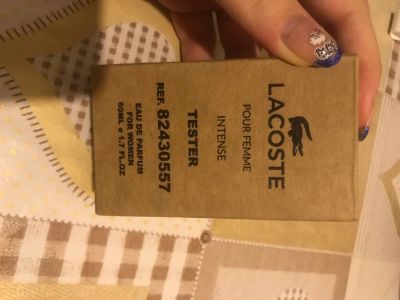 LACOSTE
POUR FEMME
INTENSE
TESTER
REF. 82430557
EAU DE PARFUM
FOR WOMEN
50ML e 1.7 FL.OZ